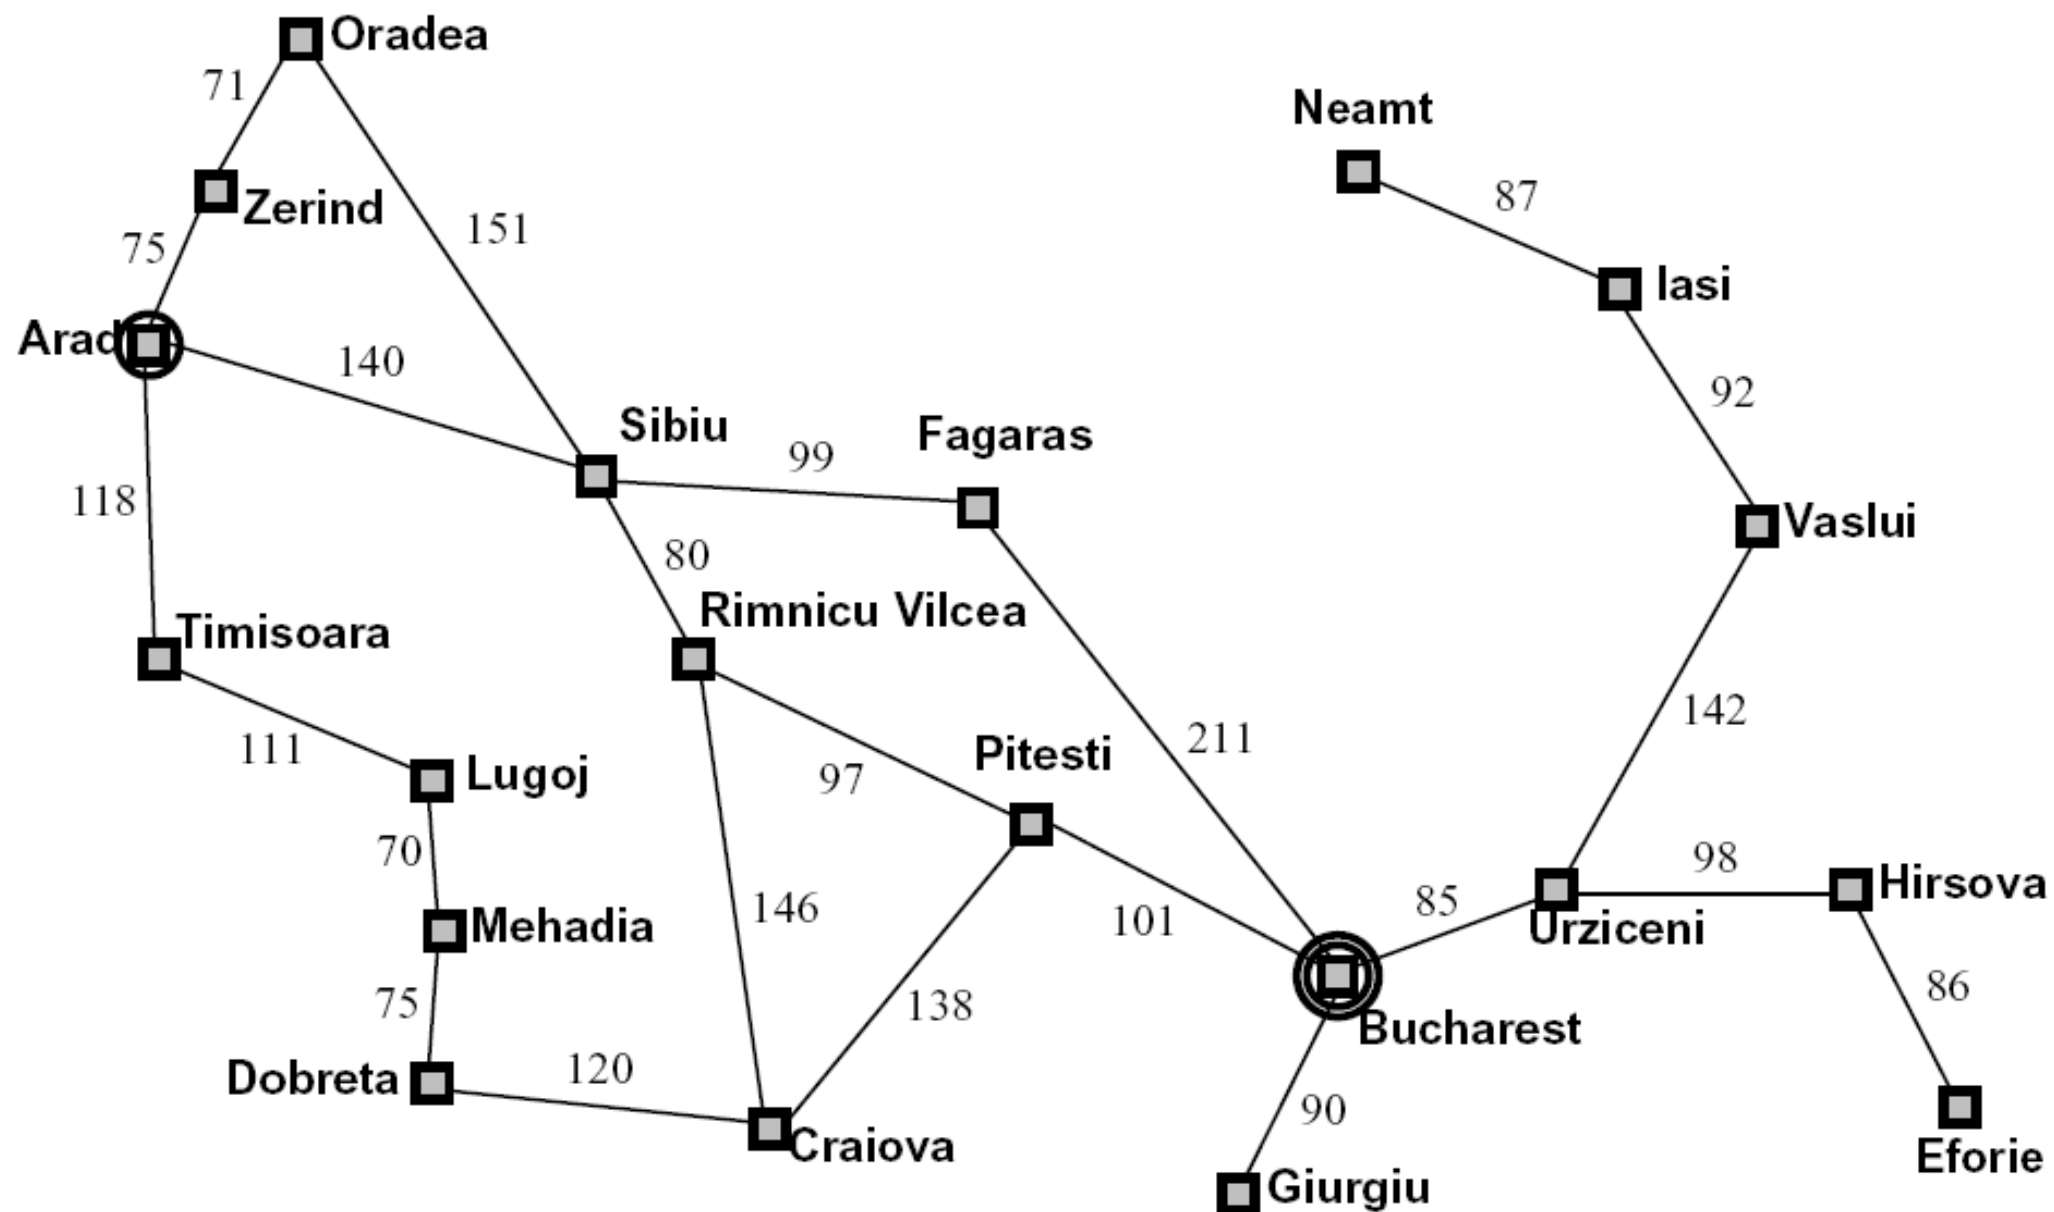 Oradea
71
Neamt
87
Zerind
151
75
Iasi
Arad
140
92
Sibiu
Fagaras
99
118
Vaslui
80
Rimnicu Vilcea
Timisoara
142
211
111
Pitesti
Lugoj
97
70
98
Hirsova
146
85
Mehadia
101
Urziceni
86
75
138
Bucharest
Dobreta
120
90
Craiova
Eforie
Giurgiu